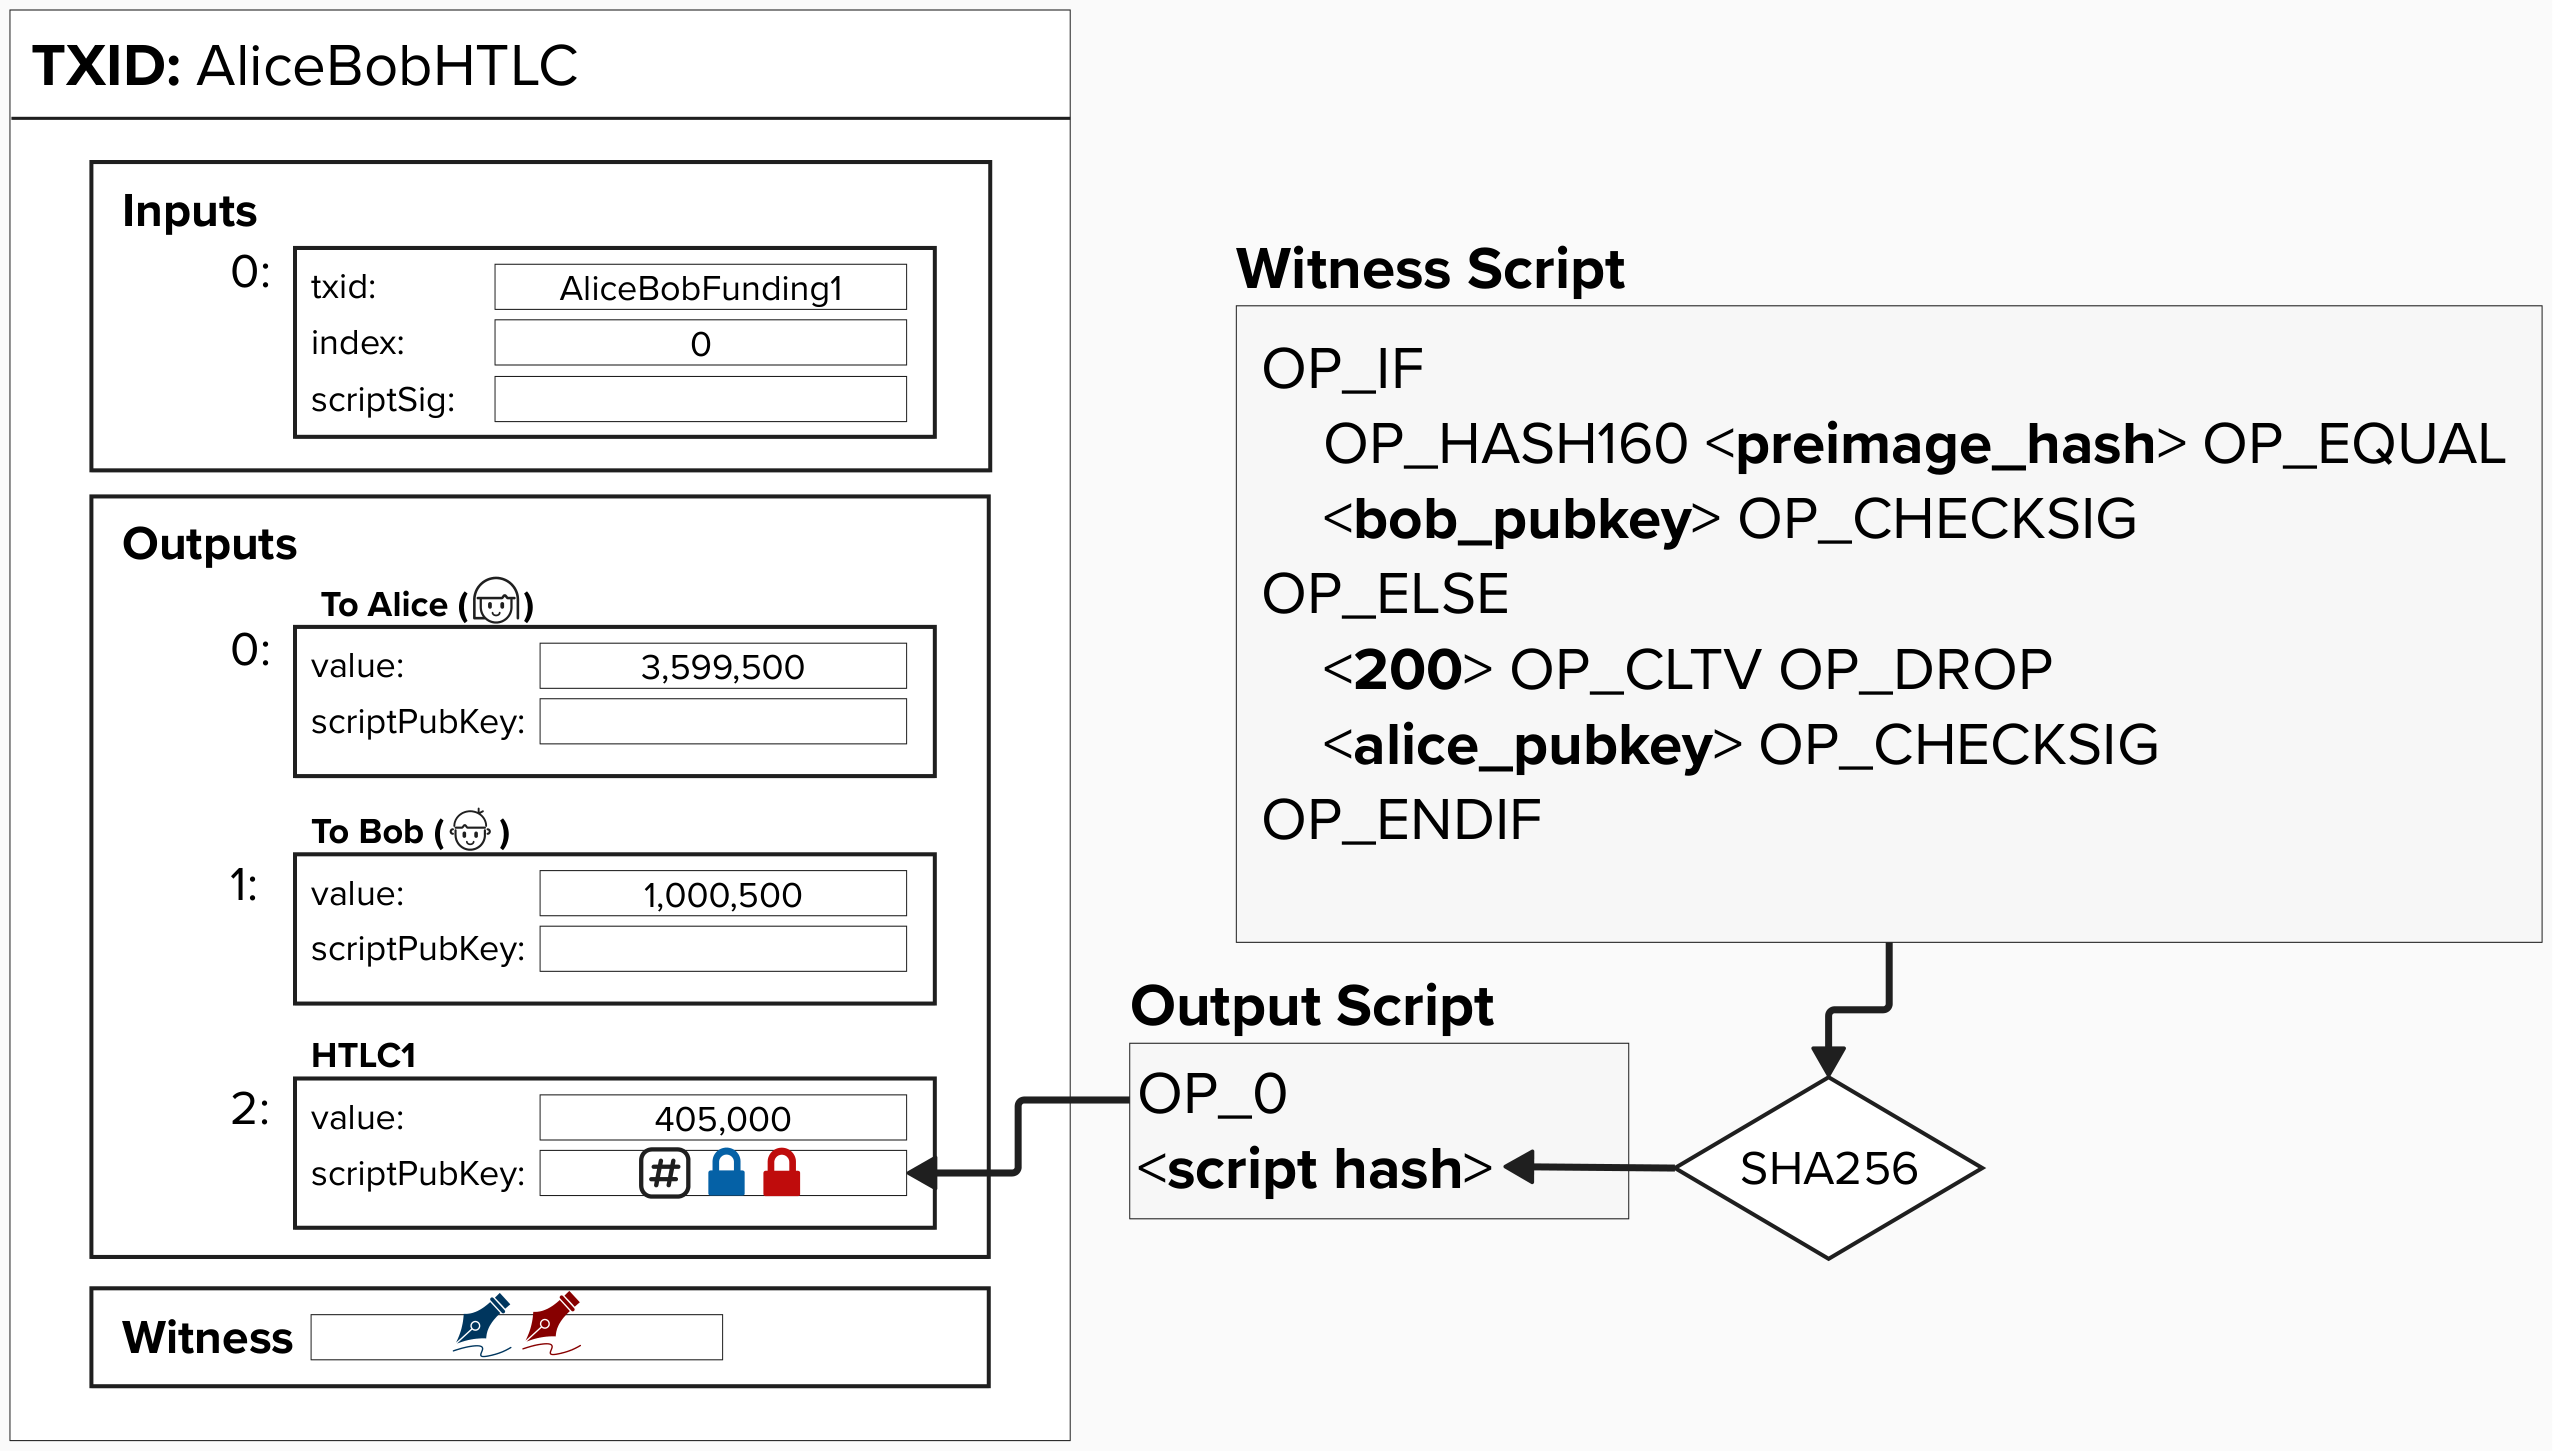 TXID: AliceBobHTLC
Inputs
0:
txid: AliceBobFunding1
index: 0
scriptSig:
Outputs
To Alice ( )
0:
value: 3,599,500
scriptPubKey:
To Bob ( )
1:
value: 1,000,500
scriptPubKey:
HTLC1
2:
value: 405,000
scriptPubKey: #
Witness
Witness Script
OP_IF
OP_HASH160 <preimage_hash> OP_EQUAL
<bob_pubkey> OP_CHECKSIG
OP_ELSE
<200> OP_CLTV OP_DROP
<alice_pubkey> OP_CHECKSIG
OP_ENDIF
Output Script
OP_0
<script hash>
SHA256